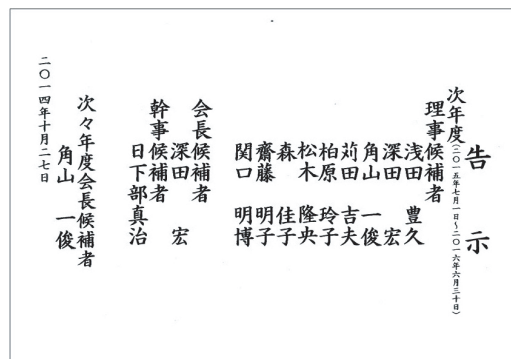 告示
次年度(二〇一五年七月一日～二〇一六年六月三十日)
理事候補者
浅田 豊久
深田 宏
角山 一俊
苅田 吉夫
柏原 玲子
松木 隆央
森 佳子
齋藤 明子
関口 明博
会長候補者
深田 宏
幹事候補者
日下部真治
次々年度会長候補者
角山 一俊
二〇一四年十月二七日